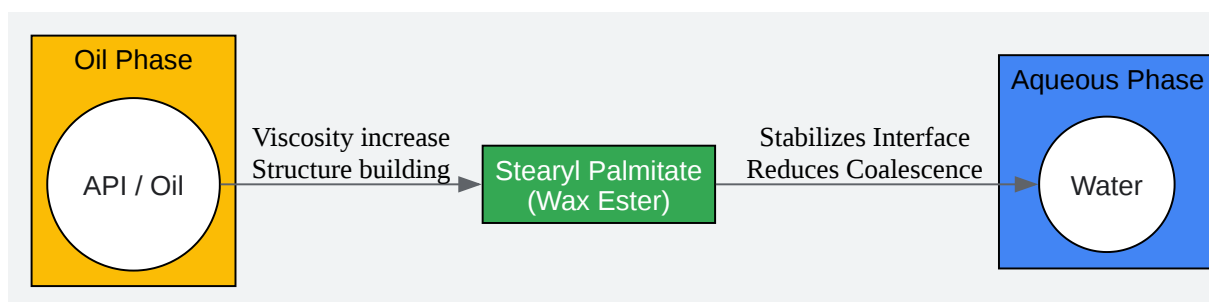 Oil Phase
API / Oil
Viscosity increase
Structure building
Stearyl Palmitate
(Wax Ester)
Stabilizes Interface
Reduces Coalescence
Aqueous Phase
Water